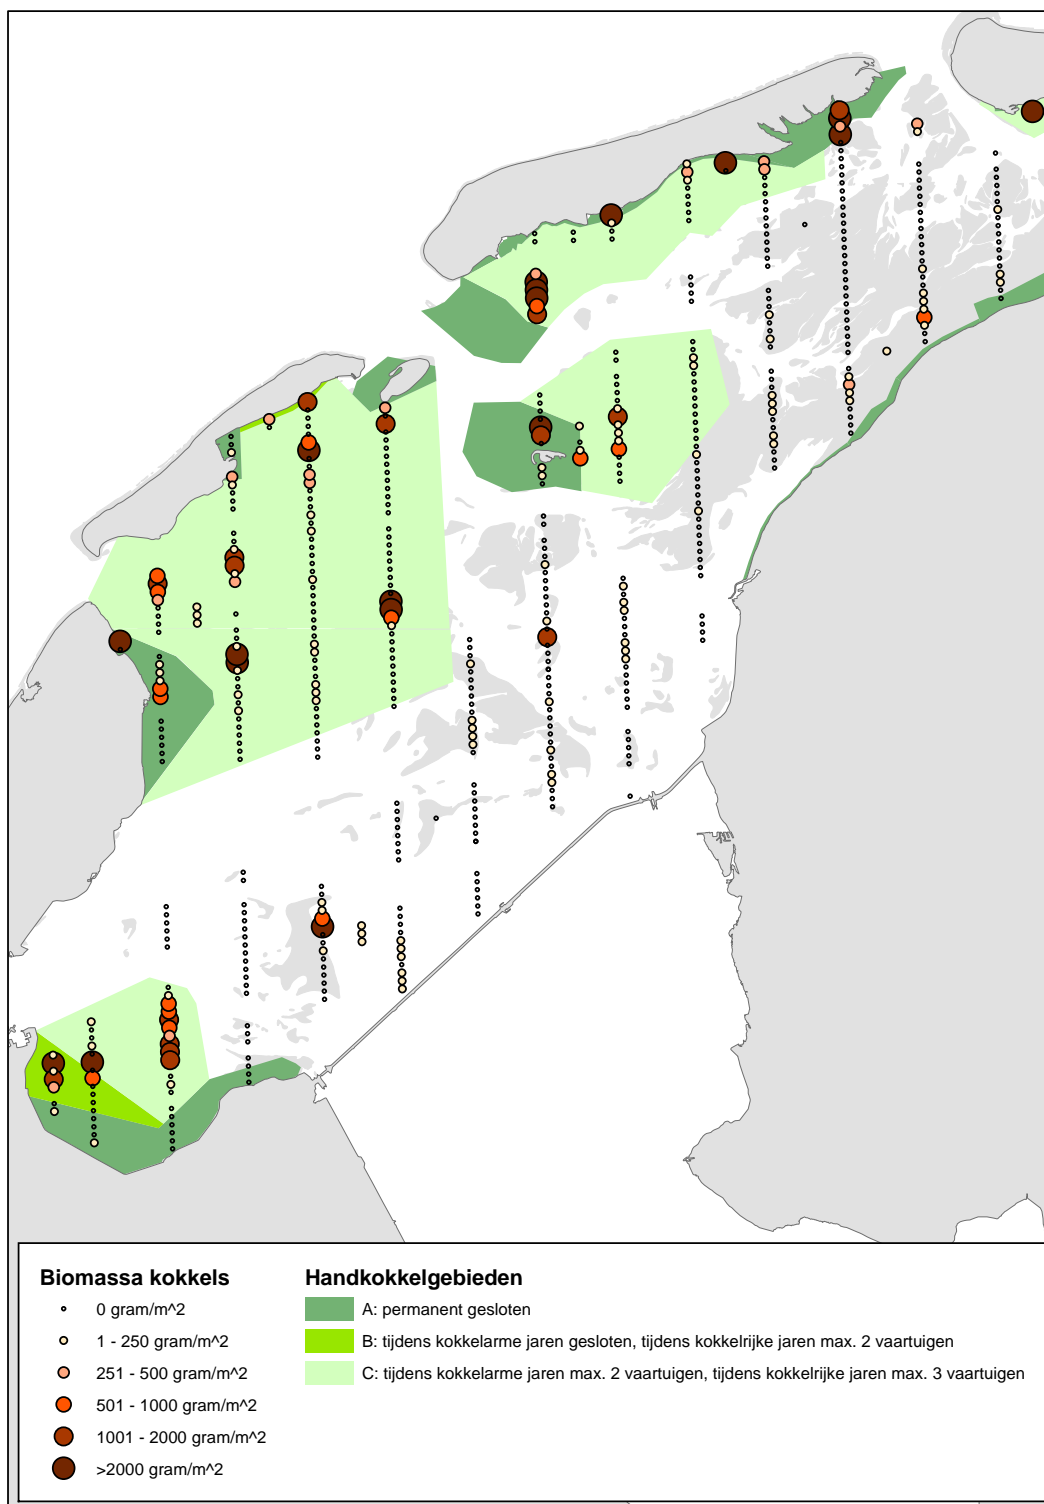 Biomassa kokkels
0 gram/m^2
1 - 250 gram/m^2
251 - 500 gram/m^2
501 - 1000 gram/m^2
1001 - 2000 gram/m^2
>2000 gram/m^2
Handkokkelgebieden
A: permanent gesloten
B: tijdens kokkelarme jaren gesloten, tijdens kokkelrijke jaren max. 2 vaartuigen
C: tijdens kokkelarme jaren max. 2 vaartuigen, tijdens kokkelrijke jaren max. 3 vaartuigen